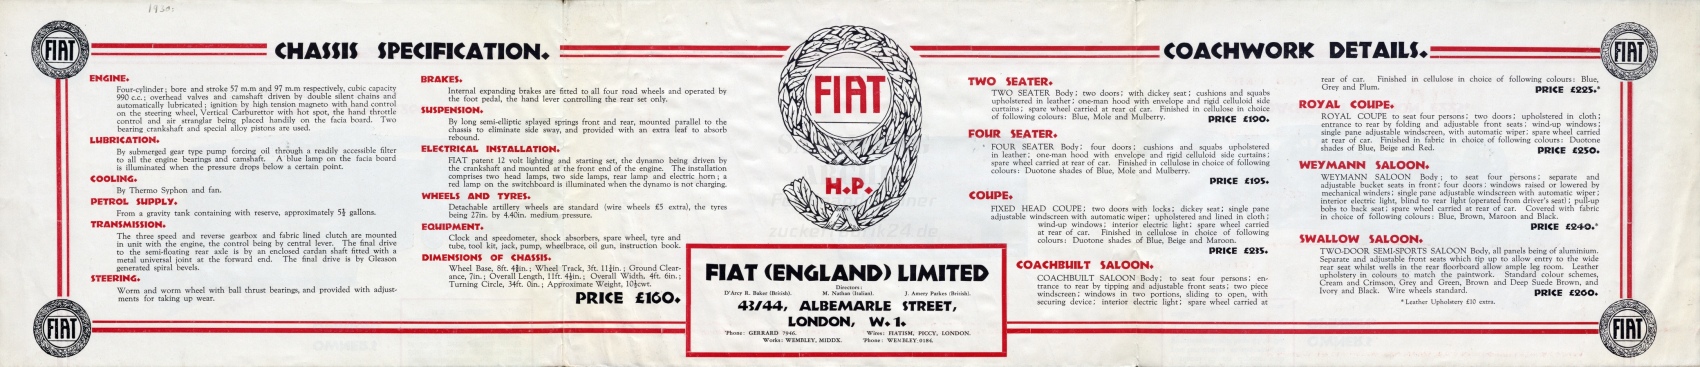 1930.
FIAT
CHASSIS SPECIFICATION.
ENGINE.
Four-cylinder; bore and stroke 57 m.m and 97 m.m respectively, cubic capacity
990 c.c.; overhead valves and camshaft driven by double silent chains and
automatically lubricated; ignition by high tension magneto with hand control
on the steering wheel, Vertical Carburettor with hot spot, the hand throttle
control and air stranglar being placed handily on the facia board. Two
bearing crankshaft and special alloy pistons are used.
LUBRICATION.
By submerged gear type pump forcing oil through a readily accessible filter
to all the engine bearings and camshaft. A blue lamp on the facia board
is illuminated when the pressure drops below a certain point.
COOLING.
By Thermo Syphon and fan.
PETROL SUPPLY.
From a gravity tank containing with reserve, approximately 5½ gallons.
TRANSMISSION.
The three speed and reverse gearbox and fabric lined clutch are mounted
in unit with the engine, the control being by central lever. The final drive
to the semi-floating rear axle is by an enclosed cardan shaft fitted with a
metal universal joint at the forward end. The final drive is by Gleason
generated spiral bevels.
STEERING.
Worm and worm wheel with ball thrust bearings, and provided with adjust-
ments for taking up wear.
FIAT
BRAKES.
Internal expanding brakes are fitted to all four road wheels and operated by
the foot pedal, the hand lever controlling the rear set only.
SUSPENSION.
By long semi-elliptic splayed springs front and rear, mounted parallel to the
chassis to eliminate side sway, and provided with an extra leaf to absorb
rebound.
ELECTRICAL INSTALLATION.
FIAT patent 12 volt lighting and starting set, the dynamo being driven by
the crankshaft and mounted at the front end of the engine. The installation
comprises two head lamps, two side lamps, rear lamp and electric horn; a
red lamp on the switchboard is illuminated when the dynamo is not charging.
WHEELS AND TYRES.
Detachable artillery wheels are standard (wire wheels £5 extra), the tyres
being 27in. by 4.40in. medium pressure.
EQUIPMENT.
Clock and speedometer, shock absorbers, spare wheel, tyre and
tube, tool kit, jack, pump, wheelbrace, oil gun, instruction book.
DIMENSIONS OF CHASSIS.
Wheel Base, 8ft. in.; Wheel Track, 3ft. 11½in.; Ground Clear-
ance, 7in.; Overall Length, 11ft. in.; Overall Width, 4ft. 6in.;
Turning Circle, 34ft. 0in.; Approximate Weight, 10½cwt.
PRICE £160.
FIAT
9
H.P.
FIAT (ENGLAND) LIMITED
Directors:
D'Arcy R. Baker (British). M. Nathan (Italian). J. Amery Parkes (British).
43/44, ALBEMARLE STREET,
LONDON, W.1.
'Phone: GERRARD 7946. Wires: FIATISM, PICCY, LONDON.
Works: WEMBLEY, MIDDX. 'Phone: WEMBLEY 0184.
COACHWORK DETAILS.
TWO SEATER.
TWO SEATER Body; two doors; with dickey seat; cushions and squabs
upholstered in leather; one-man hood with envelope and rigid celluloid side
curtains; spare wheel carried at rear of car. Finished in cellulose in choice
of following colours: Blue, Mole and Mulberry.
PRICE £190.
FOUR SEATER.
FOUR SEATER Body; four doors; cushions and squabs upholstered
in leather; one-man hood with envelope and rigid celluloid side curtains;
spare wheel carried at rear of car. Finished in cellulose in choice of following
colours: Duotone shades of Blue, Mole and Mulberry.
PRICE £195.
COUPE.
FIXED HEAD COUPE; two doors with locks; dickey seat; single pane
adjustable windscreen with automatic wiper; upholstered and lined in cloth;
wind-up windows; interior electric light; spare wheel carried
at rear of car. Finished in cellulose in choice of following
colours: Duotone shades of Blue, Beige and Maroon.
PRICE £215.
COACHBUILT SALOON.
COACHBUILT SALOON Body; to seat four persons; en-
trance to rear by tipping and adjustable front seats; two piece
windscreen; windows in two portions, sliding to open, with
securing device; interior electric light; spare wheel carried at
rear of car. Finished in cellulose in choice of following colours: Blue,
Grey and Plum.
PRICE £225.*
ROYAL COUPE.
ROYAL COUPE to seat four persons; two doors; upholstered in cloth;
entrance to rear by folding and adjustable front seats; wind-up windows;
single pane adjustable windscreen, with automatic wiper; spare wheel carried
at rear of car. Finished in fabric in choice of following colours: Duotone
shades of Blue, Beige and Red.
PRICE £250.
WEYMANN SALOON.
WEYMANN SALOON Body; to seat four persons; separate and
adjustable bucket seats in front; four doors; windows raised or lowered by
mechanical winders; single pane adjustable windscreen with automatic wiper;
interior electric light, blind to rear light (operated from driver's seat); pull-up
bobs to back seat; spare wheel carried at rear of car. Covered with fabric
in choice of following colours: Blue, Brown, Maroon and Black.
PRICE £240.*
SWALLOW SALOON.
TWO-DOOR SEMI-SPORTS SALOON Body, all panels being of aluminium.
Separate and adjustable front seats which tip up to allow entry to the wide
rear seat whilst wells in the rear floorboard allow ample leg room. Leather
upholstery in colours to match the paintwork. Standard colour schemes,
Cream and Crimson, Grey and Green, Brown and Deep Suede Brown, and
Ivory and Black. Wire wheels standard.
PRICE £260.
*Leather Upholstery £10 extra.
FIAT
FIAT